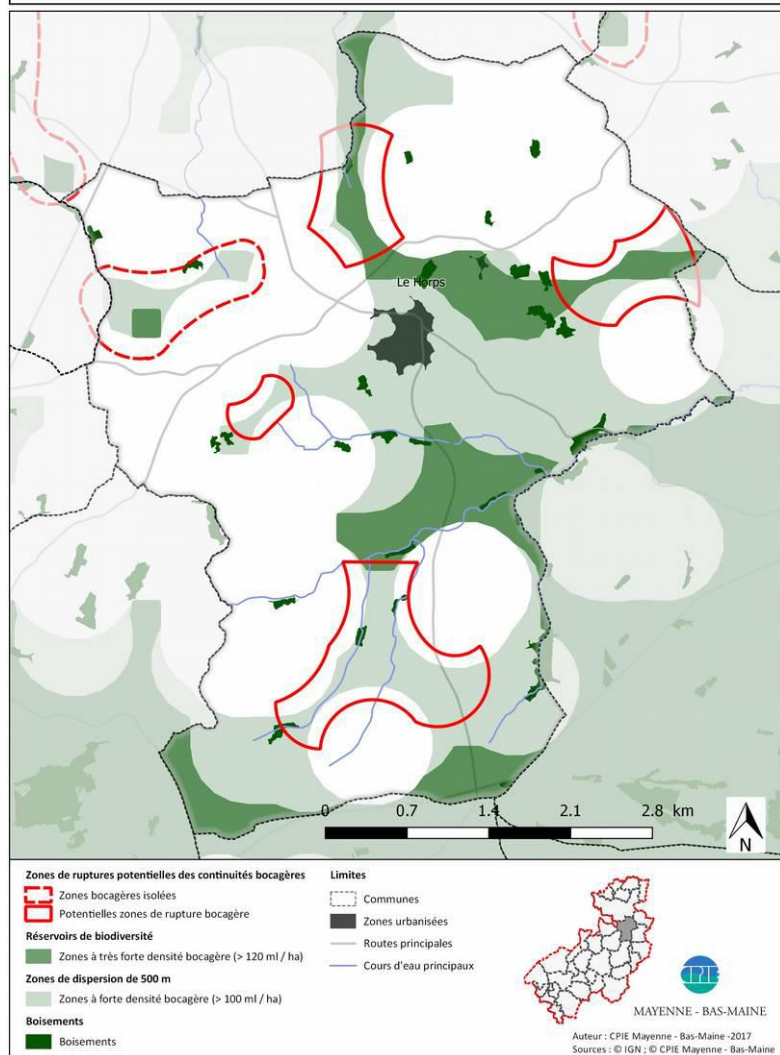 Le Horps
0 0.7 1.4 2.1 2.8 km
N
Zones de ruptures potentielles des continuités bocagères
Zones bocagères isolées
Potentielles zones de rupture bocagère
Réservoirs de biodiversité
Zones à très forte densité bocagère (> 120 ml / ha)
Zones de dispersion de 500 m
Zones à forte densité bocagère (> 100 ml / ha)
Boisements
Boisements
Limites
Communes
Zones urbanisées
Routes principales
Cours d'eau principaux
CPIE
MAYENNE - BAS-MAINE
Auteur : CPIE Mayenne - Bas-Maine -2017
Sources : © IGN ; © CPIE Mayenne - Bas-Maine